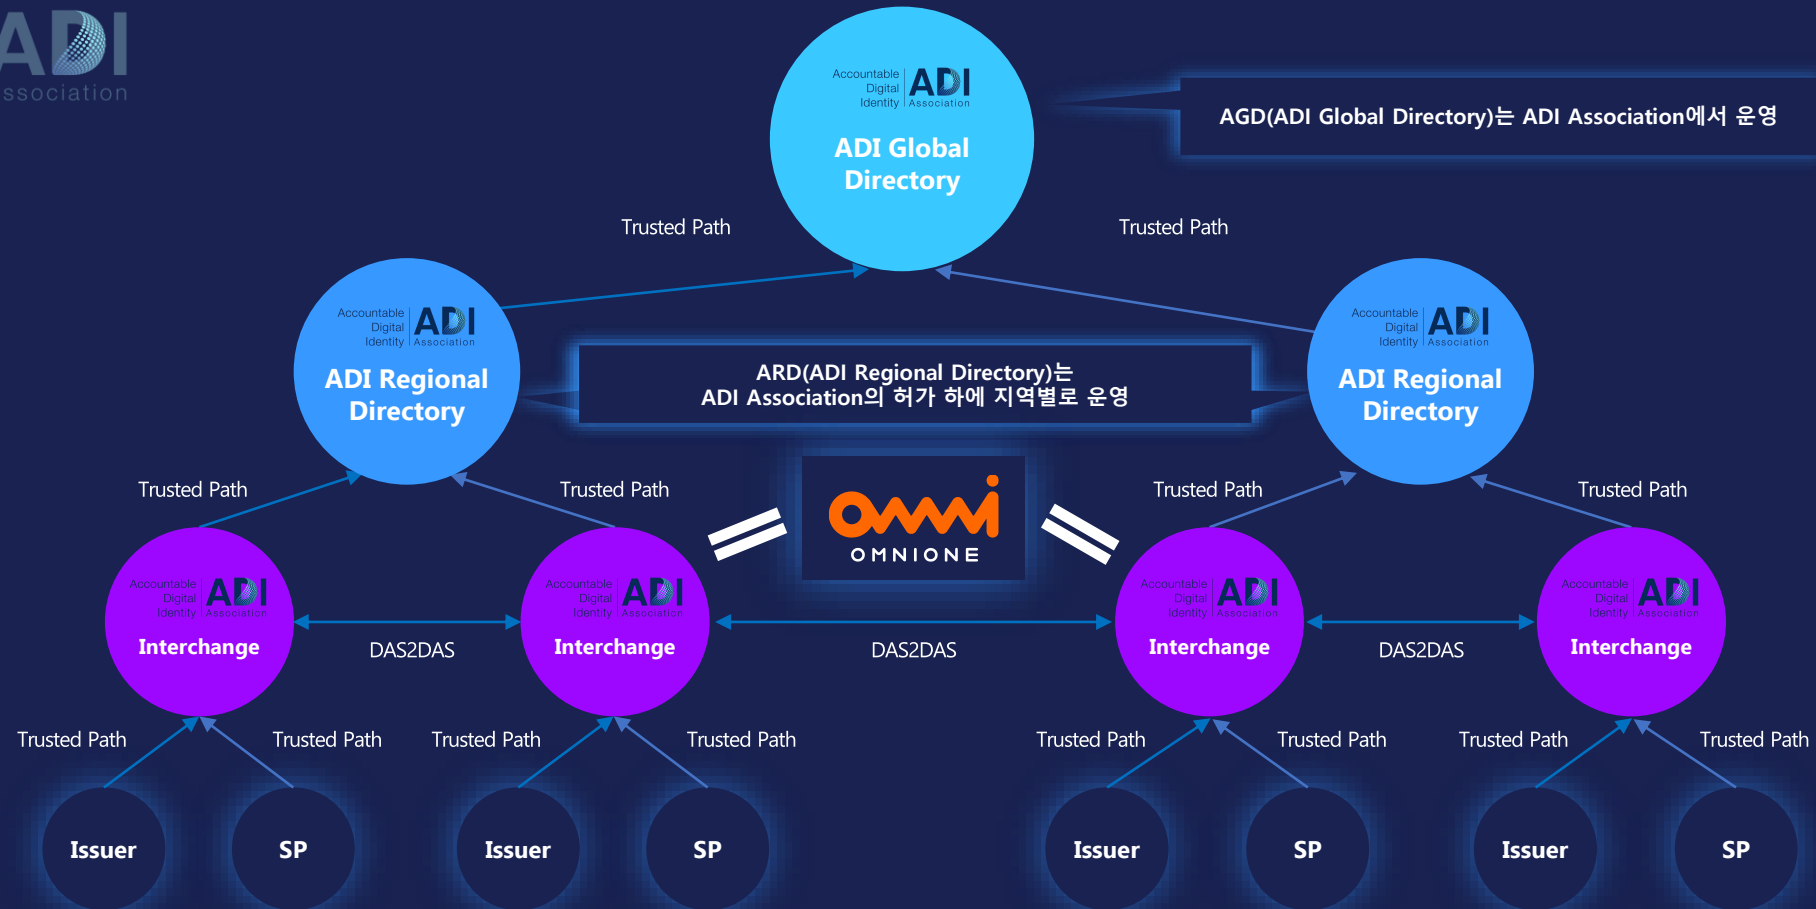 ADI
Association
Accountable
Digital
Identity
ADI
Association
ADI Global
Directory
AGD(ADI Global Directory)는 ADI Association에서 운영
Trusted Path
Trusted Path
Accountable
Digital
Identity
ADI
Association
ADI Regional
Directory
ARD(ADI Regional Directory)는
ADI Association의 허가 하에 지역별로 운영
Accountable
Digital
Identity
ADI
Association
ADI Regional
Directory
Trusted Path
Trusted Path
OMNI
OMNIONE
Trusted Path
Trusted Path
Accountable
Digital
Identity
ADI
Association
Interchange
DAS2DAS
Accountable
Digital
Identity
ADI
Association
Interchange
DAS2DAS
Accountable
Digital
Identity
ADI
Association
Interchange
DAS2DAS
Accountable
Digital
Identity
ADI
Association
Interchange
Trusted Path
Trusted Path
Trusted Path
Trusted Path
Trusted Path
Trusted Path
Trusted Path
Trusted Path
Issuer
SP
Issuer
SP
Issuer
SP
Issuer
SP